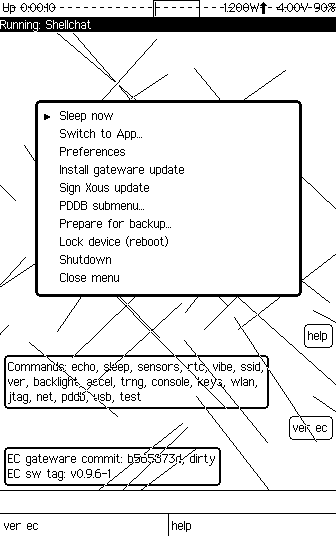 Up 0:00:10 1.200W 4.00V 90%
Running: Shellchat
Sleep now
Switch to App...
Preferences
Install gateware update
Sign Xous update
PDDB submenu...
Prepare for backup...
Lock device (reboot)
Shutdown
Close menu
help
Commands: echo, sleep, sensors, rtc, vibe, ssid,
ver, backlight, accel, trng, console, keys, wlan,
jtag, net, pddb, usb, test
ver ec
EC gateware commit: dirty
EC sw tag: v0.9.6-1
ver ec help